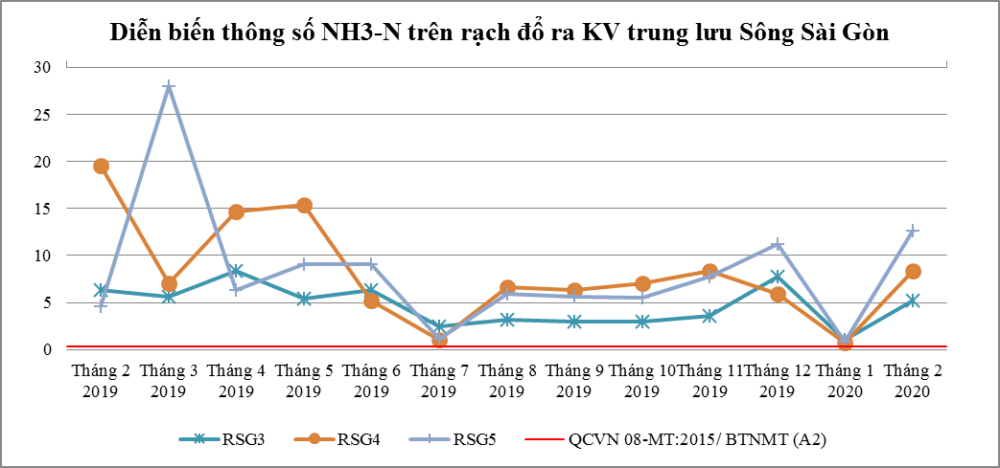 Diễn biến thông số NH3-N trên rạch đổ ra KV trung lưu Sông Sài Gòn
30
25
20
15
10
5
0
Tháng 2 Tháng 3 Tháng 4 Tháng 5 Tháng 6 Tháng 7 Tháng 8 Tháng 9 Tháng 10 Tháng 11 Tháng 12 Tháng 1 Tháng 2
2019 2019 2019 2019 2019 2019 2019 2019 2019 2019 2019 2020 2020
RSG3 RSG4 RSG5 QCVN 08-MT:2015/ BTNMT (A2)